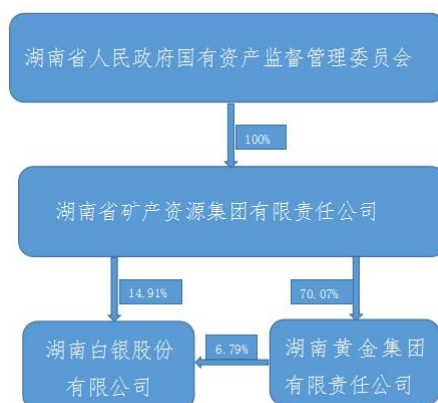 湖南省人民政府国有资产监督管理委员会
100%
湖南省矿产资源集团有限责任公司
14.91%
70.07%
湖南白银股份
有限公司
6.79%
湖南黄金集团
有限责任公司